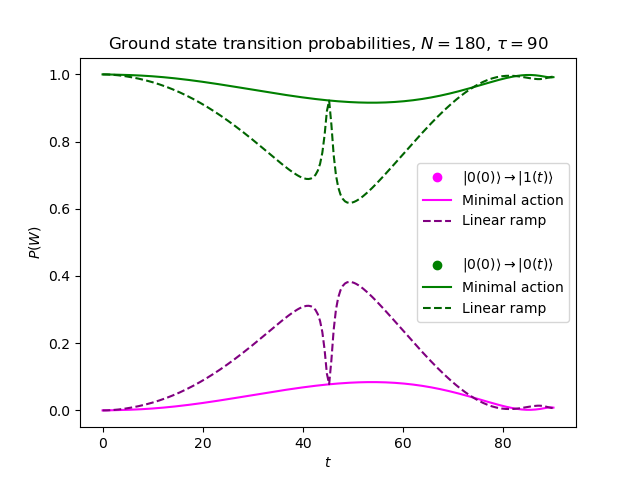 Ground state transition probabilities, $N = 180$, $\tau = 90$
1.0
0.8
0.6
0.4
0.2
0.0
P(W)
|0(0)⟩→|1(t)⟩
Minimal action
Linear ramp
|0(0)⟩→|0(t)⟩
Minimal action
Linear ramp
0 20 40 60 80
t